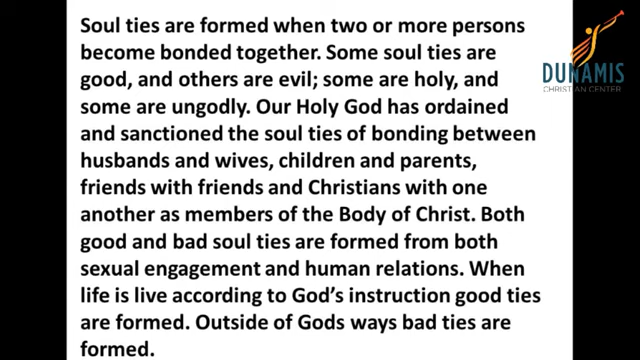 Soul ties are formed when two or more persons
become bonded together. Some soul ties are
good, and others are evil; some are holy, and
some are ungodly. Our Holy God has ordained
and sanctioned the soul ties of bonding between
husbands and wives, children and parents,
friends with friends and Christians with one
another as members of the Body of Christ. Both
good and bad soul ties are formed from both
sexual engagement and human relations. When
life is live according to God's instruction good ties
are formed. Outside of Gods ways bad ties are
formed.
DUNAMIS
CHRISTIAN CENTER